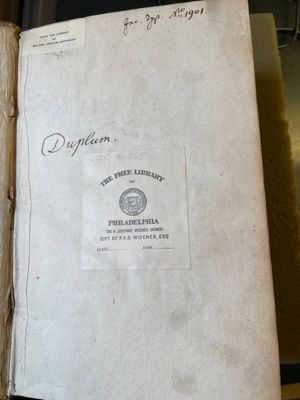 FROM THE LIBRARY
OF
Inc. Typ. No 1901.
Duplum.
THE FREE LIBRARY OF
PHILADELPHIA
THE H. JOSEPHINE WIDENER BRANCH,
GIFT OF P. A. B. WIDENER, ESQ
CLASS BOOK